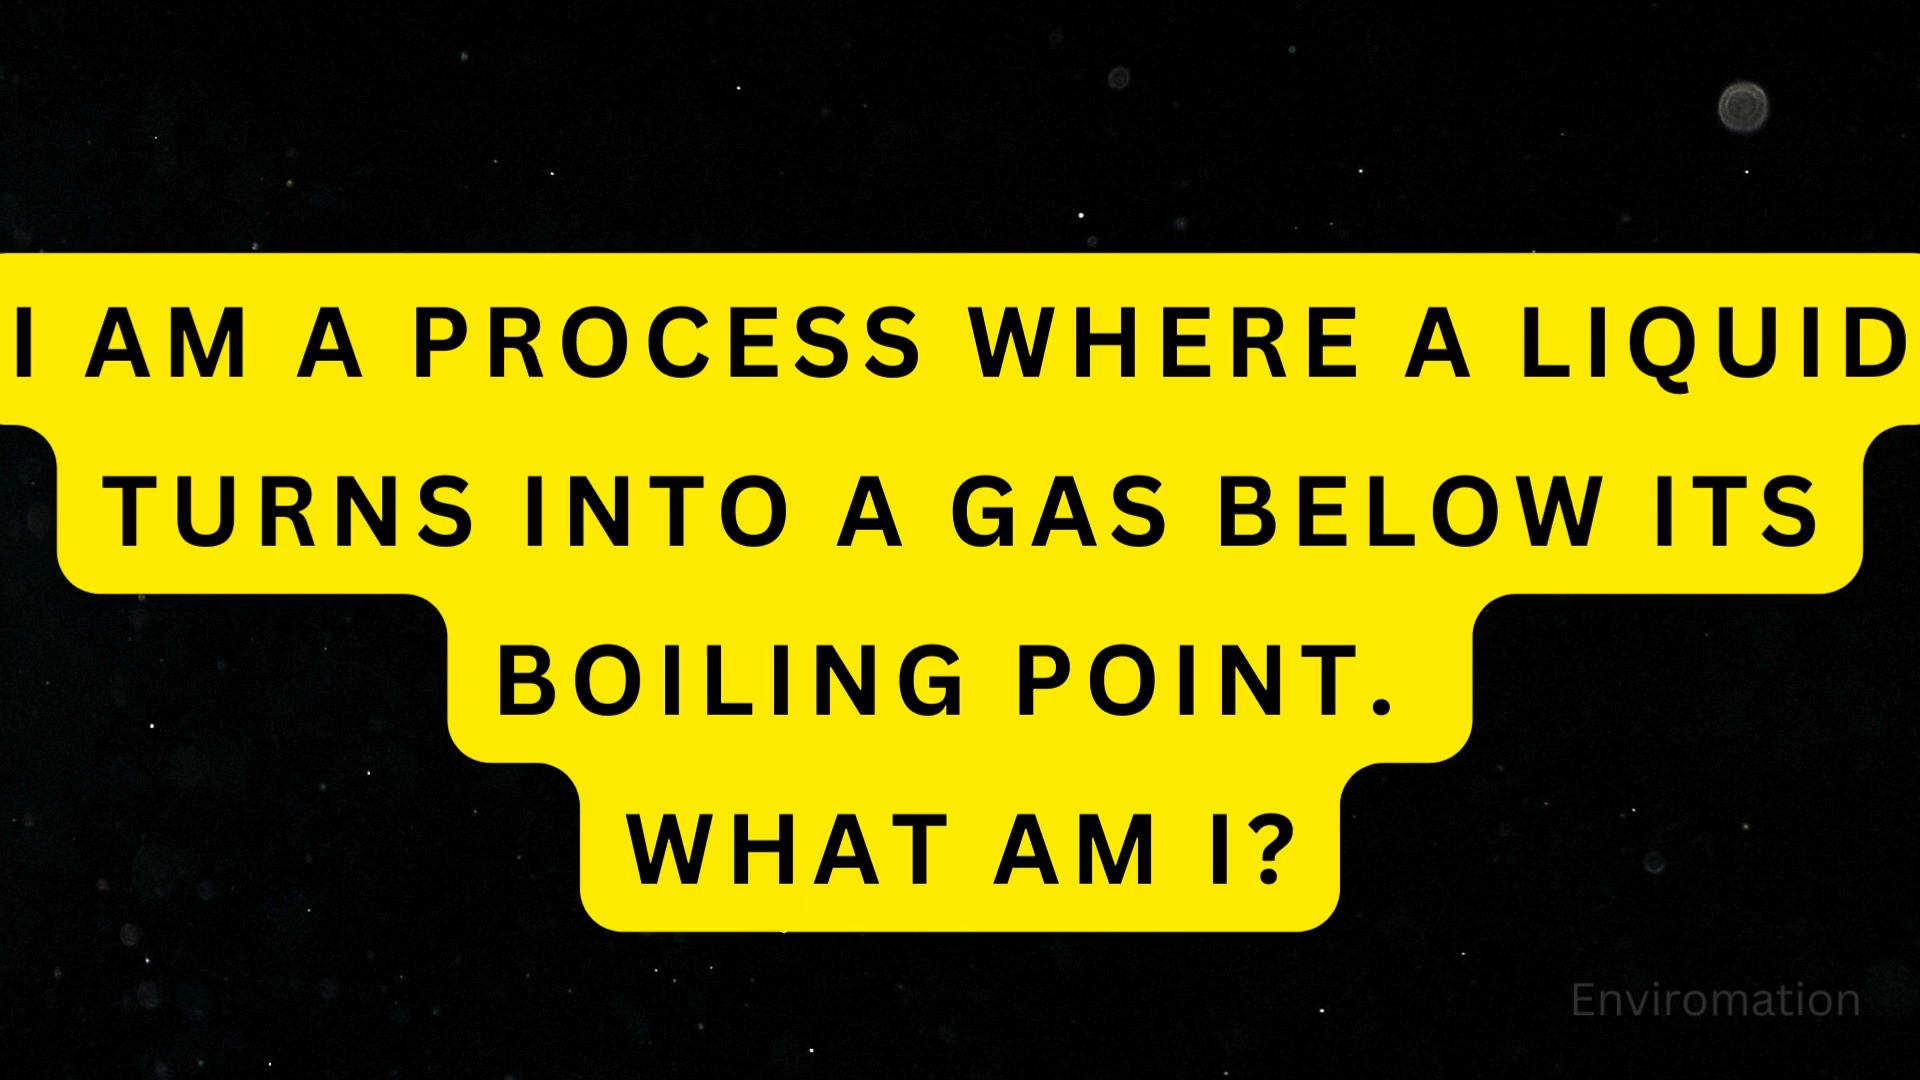 I AM A PROCESS WHERE A LIQUID
TURNS INTO A GAS BELOW ITS
BOILING POINT.
WHAT AM I?
Enviromation